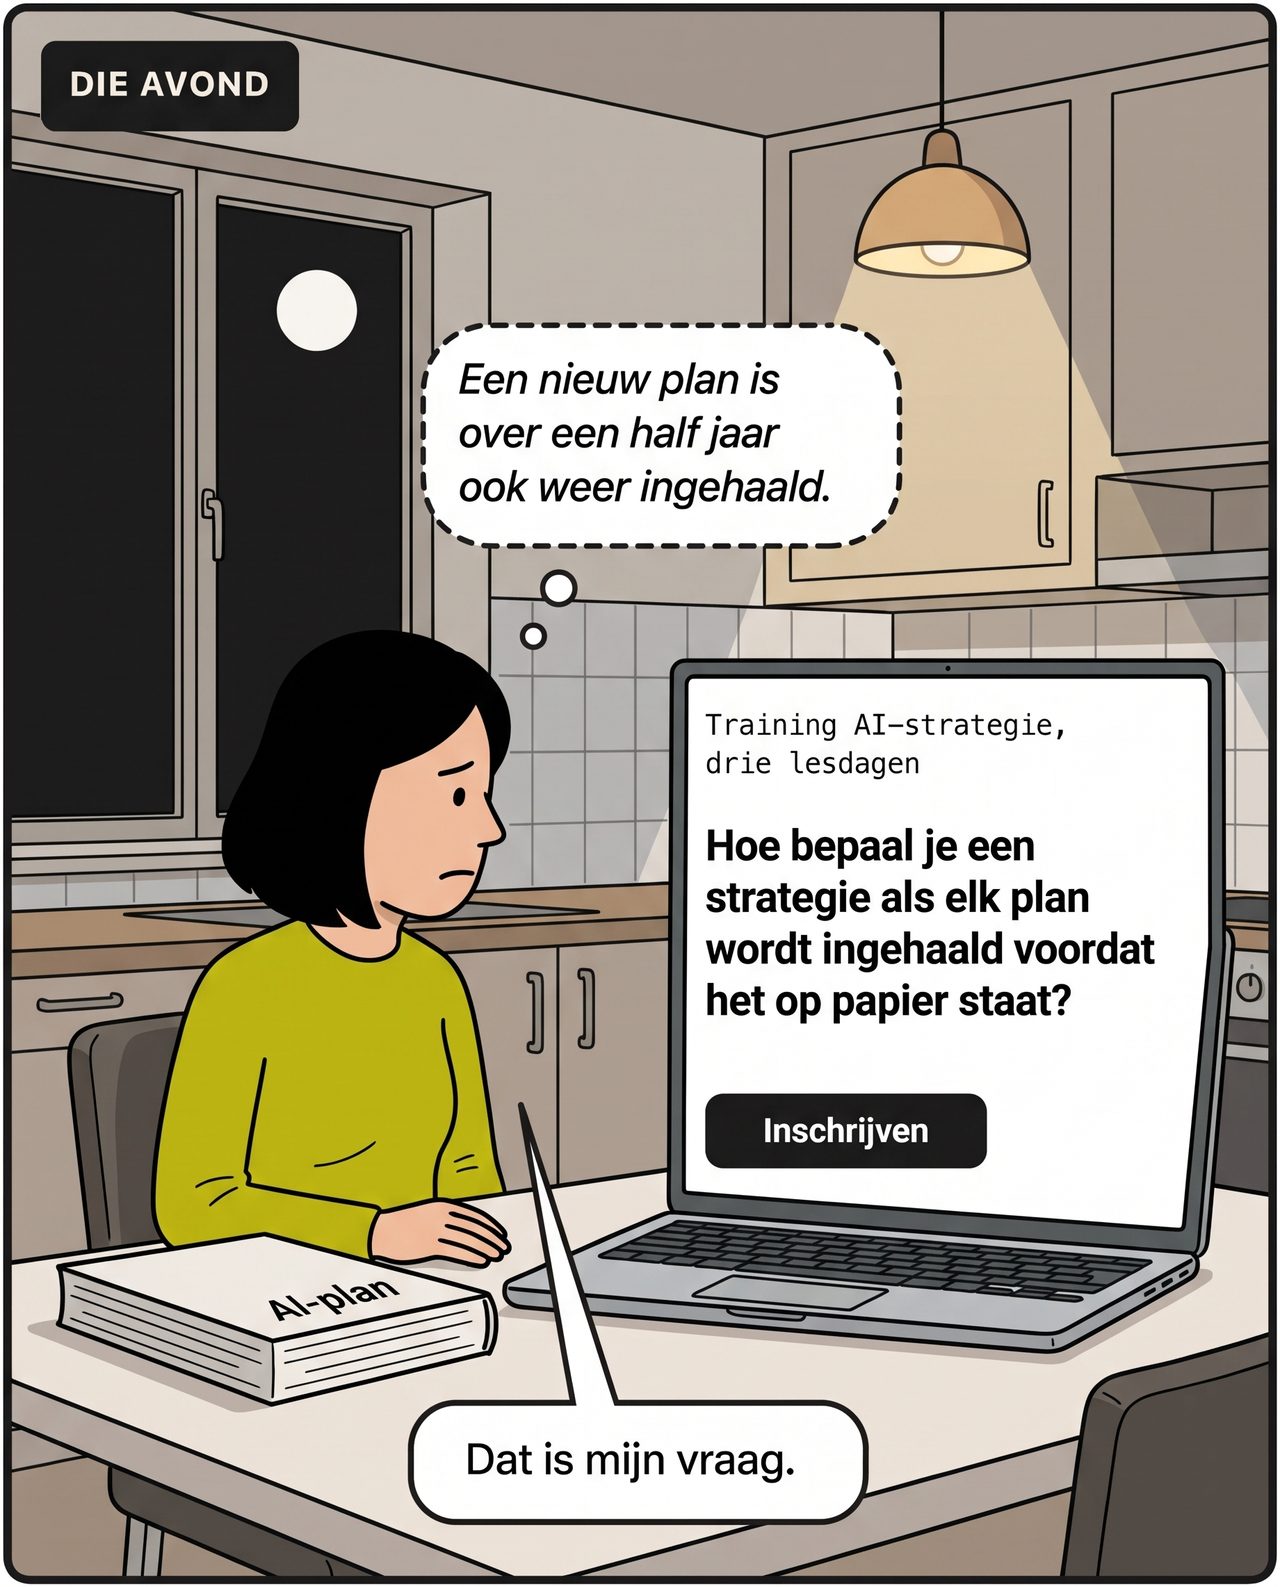 DIE AVOND
Een nieuw plan is
over een half jaar
ook weer ingehaald.
Training AI-strategie,
drie lesdagen
Hoe bepaal je een
strategie als elk plan
wordt ingehaald voordat
het op papier staat?
Inschrijven
AI-plan
Dat is mijn vraag.